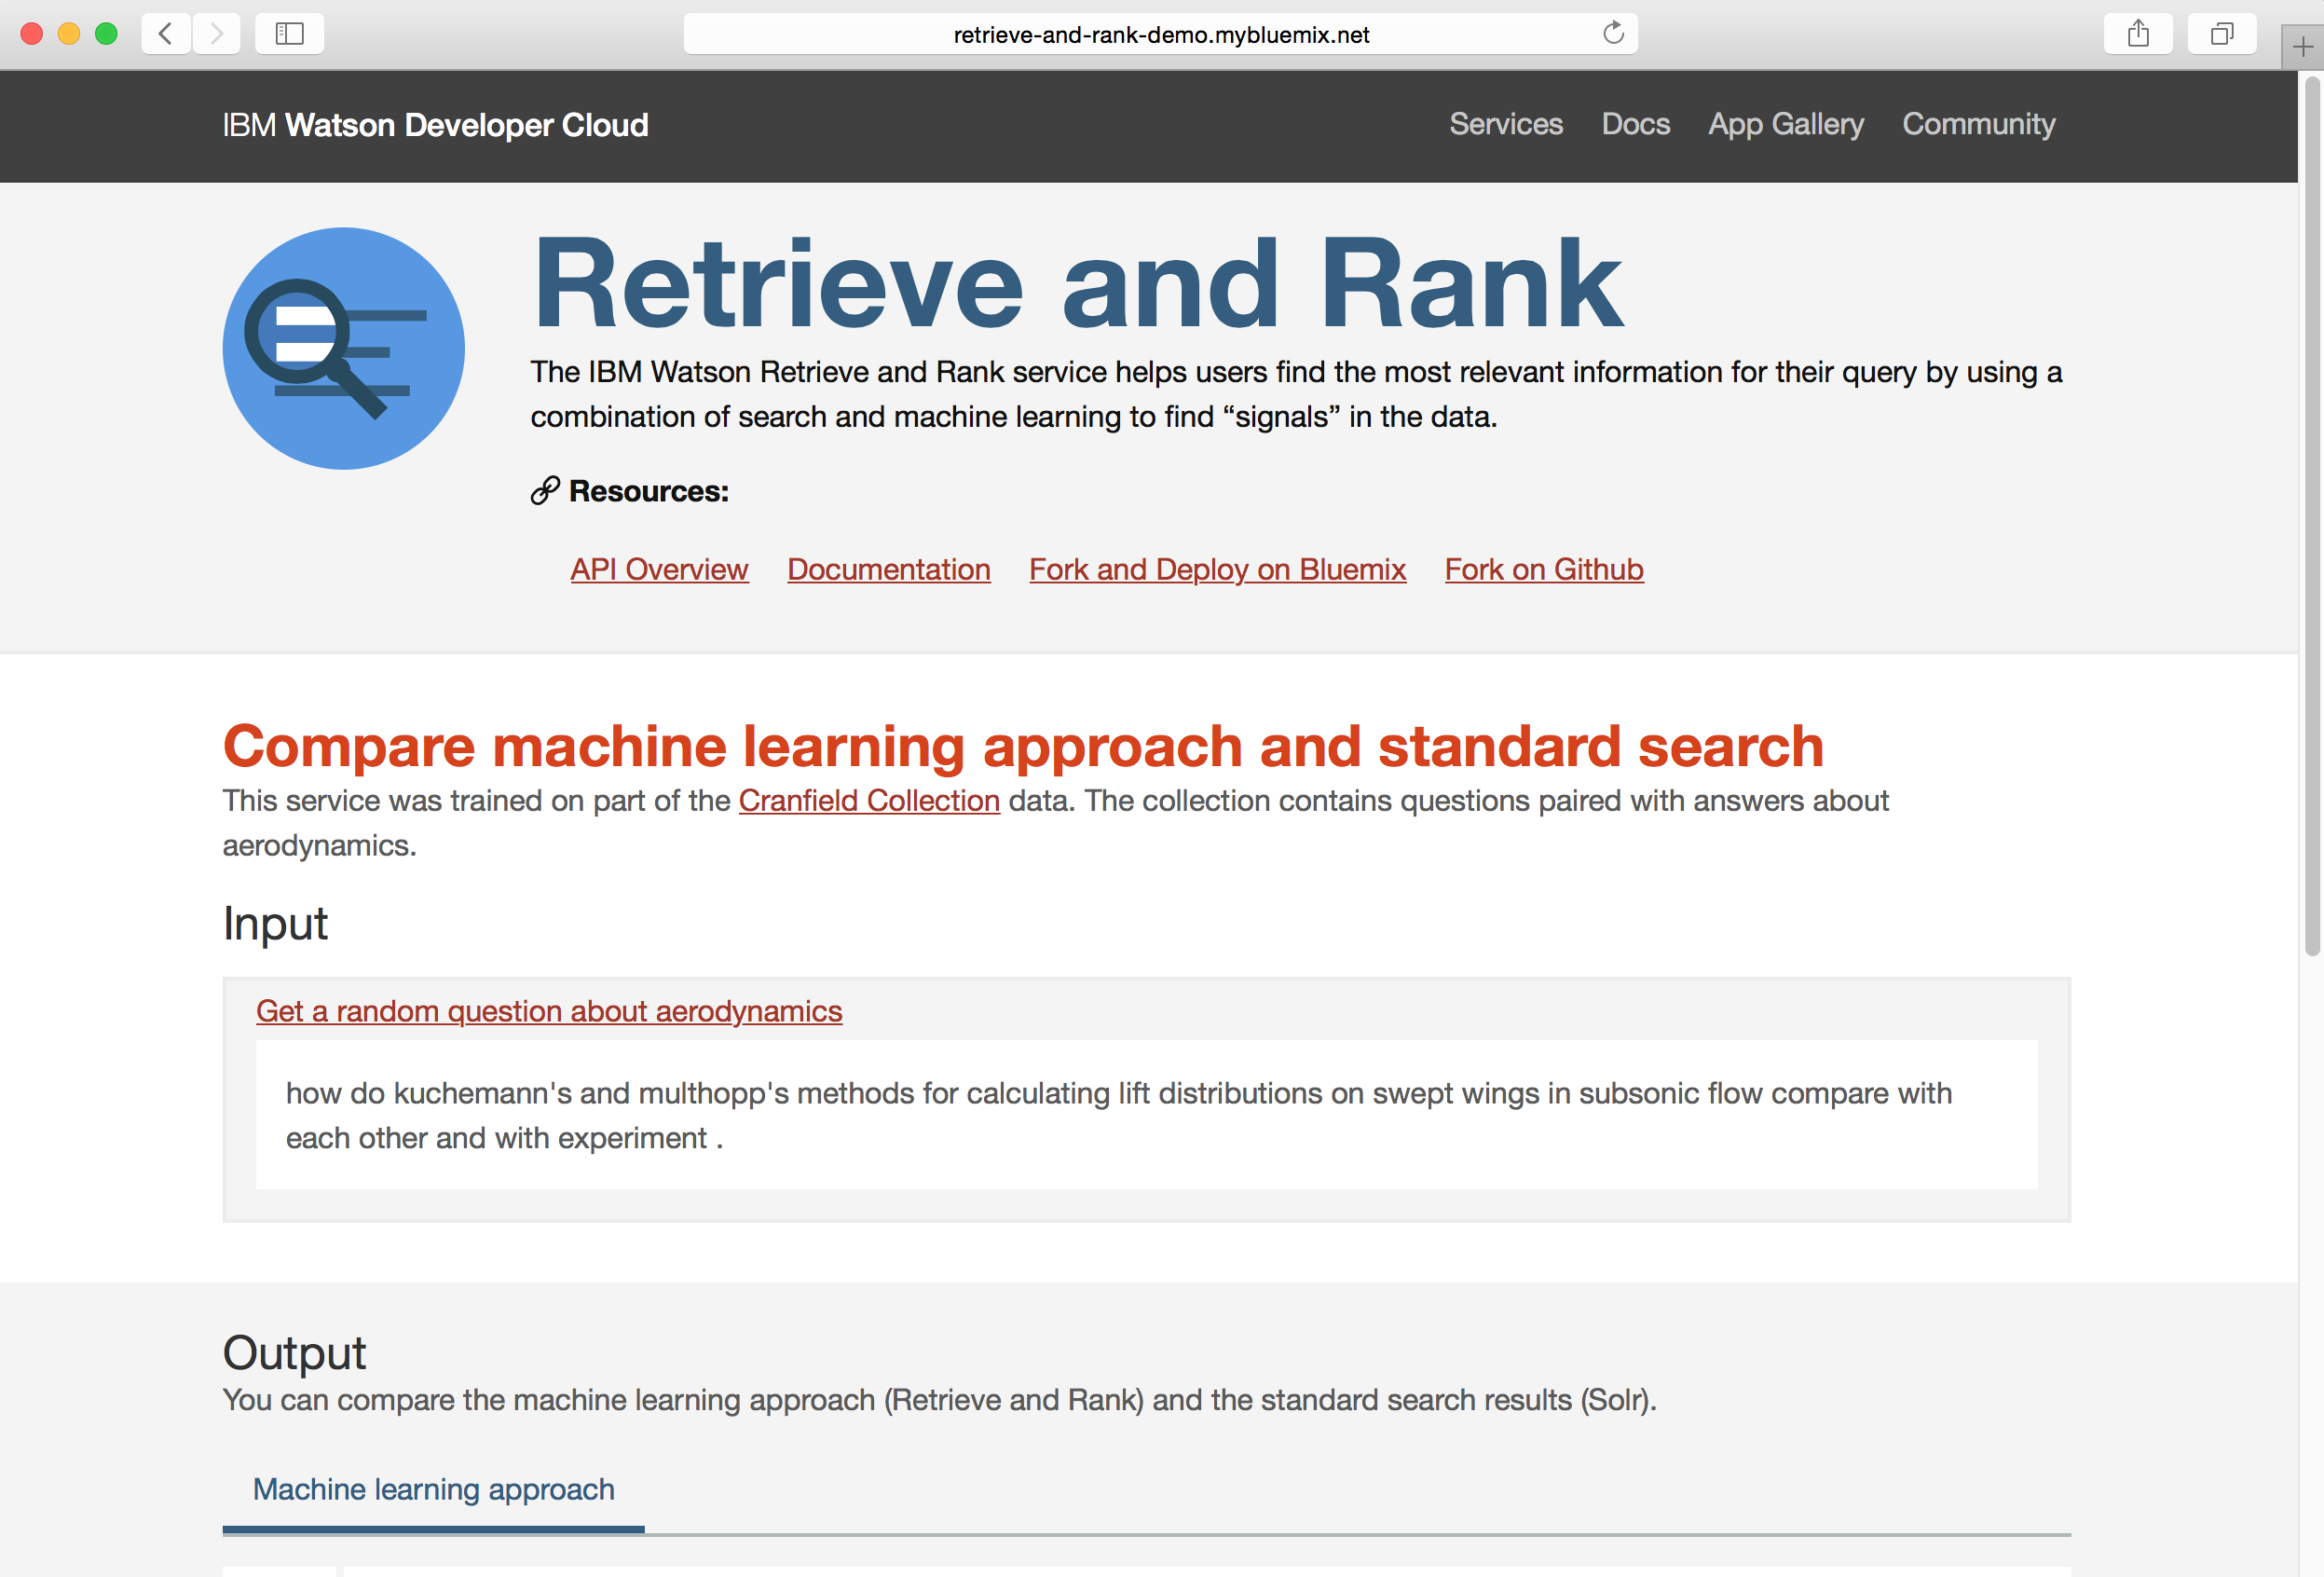 retrieve-and-rank-demo.mybluemix.net
IBM Watson Developer Cloud
Services Docs App Gallery Community
Retrieve and Rank
The IBM Watson Retrieve and Rank service helps users find the most relevant information for their query by using a
combination of search and machine learning to find “signals” in the data.
Resources:
API Overview Documentation Fork and Deploy on Bluemix Fork on Github
Compare machine learning approach and standard search
This service was trained on part of the Cranfield Collection data. The collection contains questions paired with answers about
aerodynamics.
Input
Get a random question about aerodynamics
how do kuchemann's and multhopp's methods for calculating lift distributions on swept wings in subsonic flow compare with
each other and with experiment .
Output
You can compare the machine learning approach (Retrieve and Rank) and the standard search results (Solr).
Machine learning approach